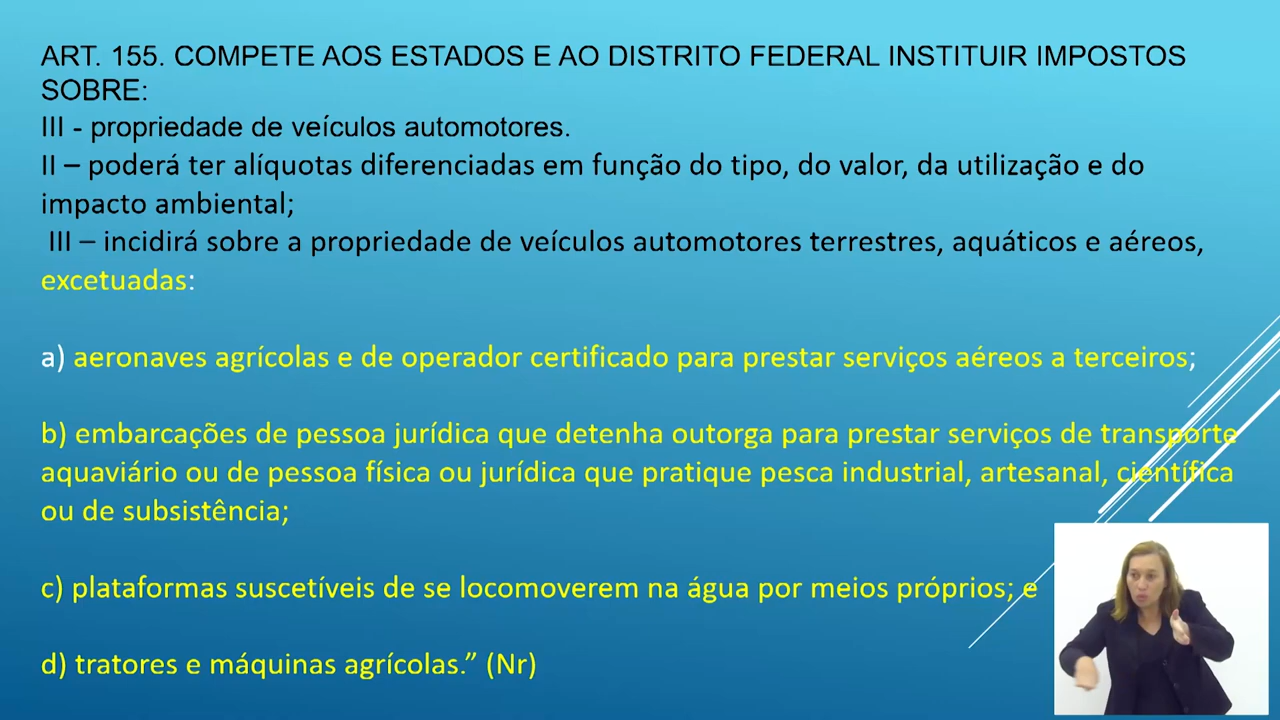 ART. 155. COMPETE AOS ESTADOS E AO DISTRITO FEDERAL INSTITUIR IMPOSTOS
SOBRE:
III - propriedade de veículos automotores.
II – poderá ter alíquotas diferenciadas em função do tipo, do valor, da utilização e do
impacto ambiental;
III – incidirá sobre a propriedade de veículos automotores terrestres, aquáticos e aéreos,
excetuadas:
a) aeronaves agrícolas e de operador certificado para prestar serviços aéreos a terceiros;
b) embarcações de pessoa jurídica que detenha outorga para prestar serviços de transporte
aquaviário ou de pessoa física ou jurídica que pratique pesca industrial, artesanal, científica
ou de subsistência;
c) plataformas suscetíveis de se locomoverem na água por meios próprios; e
d) tratores e máquinas agrícolas.” (Nr)